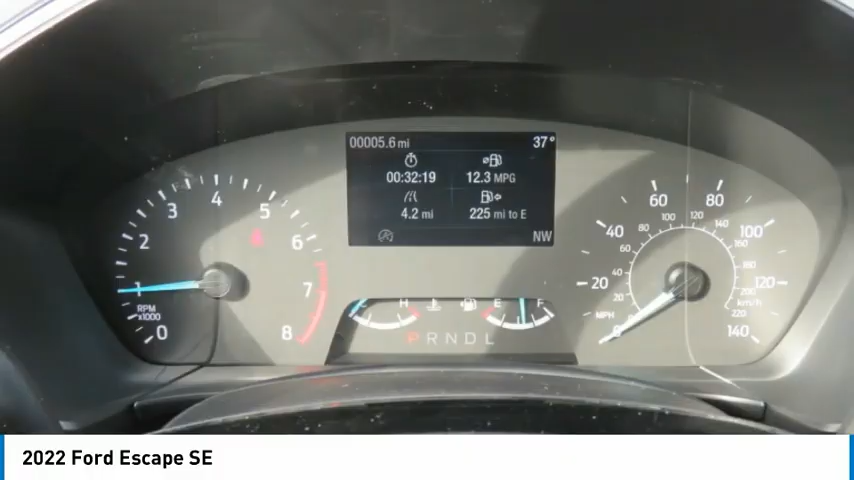 00005.6 mi 37°
00:32:19 12.3 MPG
4.2 mi 225 mi to E
NW
0 1 2 3 4 5 6 7 8
RPM
x1000
H E F
P R N D L
0 20 40 60 80 100 120 140
MPH
20 40 60 80 100 120 140 160 180 200 220
km/h
2022 Ford Escape SE